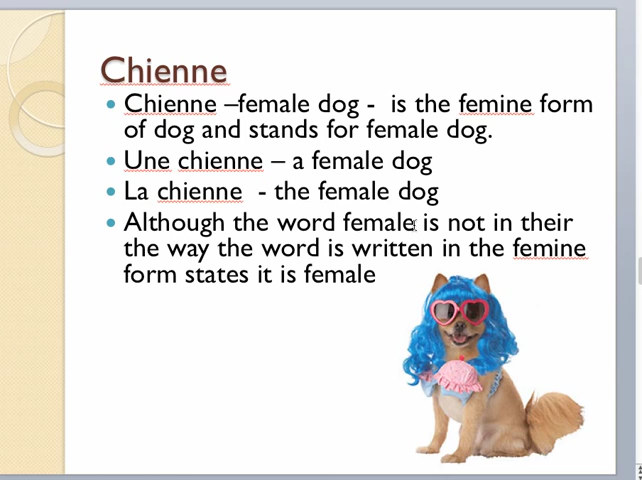 Chienne
Chienne –female dog -  is the femine form
of dog and stands for female dog.
Une chienne – a female dog
La chienne  - the female dog
Although the word female is not in their
the way the word is written in the femine
form states it is female